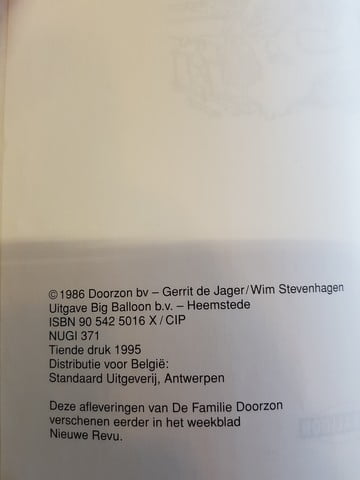 © 1986 Doorzon bv – Gerrit de Jager/Wim Stevenhagen
Uitgave Big Balloon b.v. – Heemstede
ISBN 90 542 5016 X/CIP
NUGI 371
Tiende druk 1995
Distributie voor België:
Standaard Uitgeverij, Antwerpen
Deze afleveringen van De Familie Doorzon
verschenen eerder in het weekblad
Nieuwe Revu.